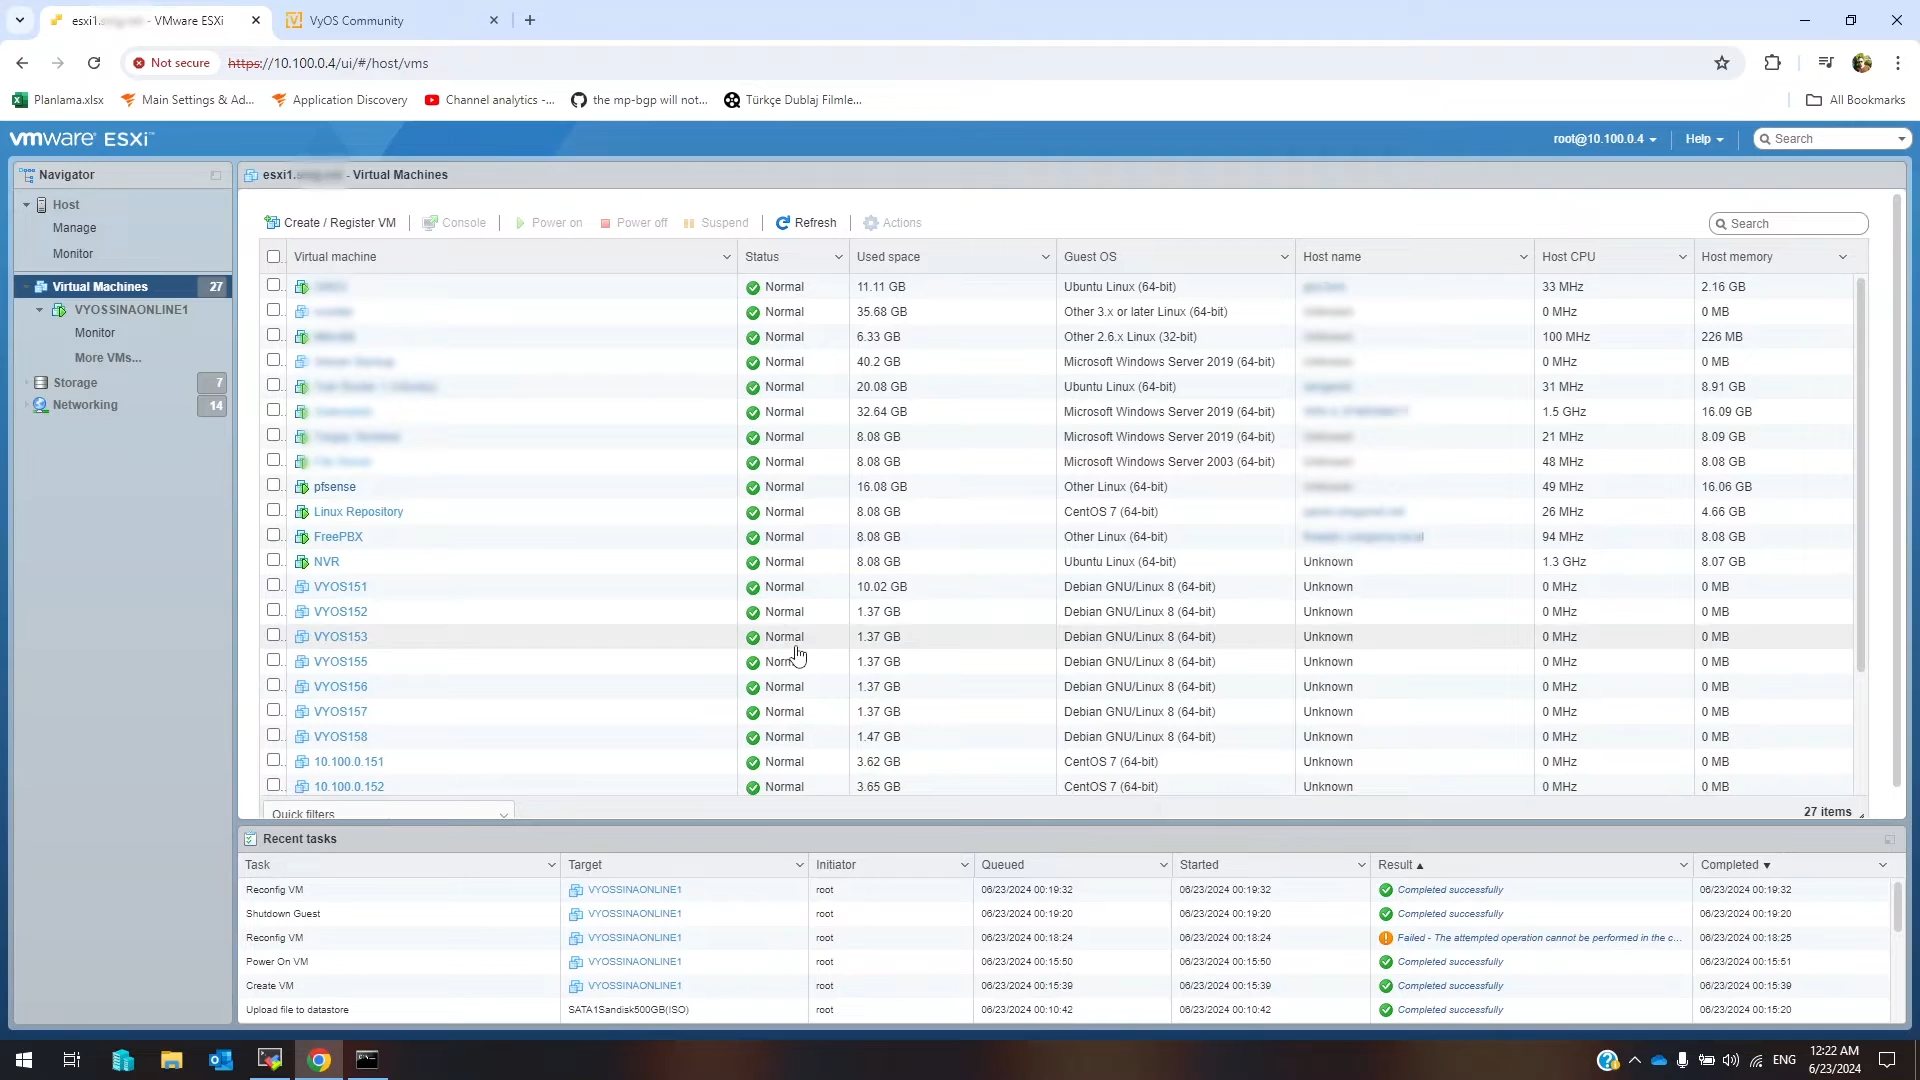 esxi1. - VMware ESXi
VyOS Community
Not secure
https://10.100.0.4/ui/#/host/vms
Planlama.xlsx
Main Settings & Ad...
Application Discovery
Channel analytics -...
the mp-bgp will not...
Türkçe Dublaj Filmle...
All Bookmarks
vmware ESXi
root@10.100.0.4
Help
Search
Navigator
Host
Manage
Monitor
Virtual Machines 27
VYOSSINAONLINE1
Monitor
More VMs...
Storage 7
Networking 14
esxi1. - Virtual Machines
Create / Register VM
Console
Power on
Power off
Suspend
Refresh
Actions
Search
Virtual machine Status Used space Guest OS Host name Host CPU Host memory
Normal 11.11 GB Ubuntu Linux (64-bit) 33 MHz 2.16 GB
Normal 35.68 GB Other 3.x or later Linux (64-bit) 0 MHz 0 MB
Normal 6.33 GB Other 2.6.x Linux (32-bit) 100 MHz 226 MB
Normal 40.2 GB Microsoft Windows Server 2019 (64-bit) 0 MHz 0 MB
Normal 20.08 GB Ubuntu Linux (64-bit) 31 MHz 8.91 GB
Normal 32.64 GB Microsoft Windows Server 2019 (64-bit) 1.5 GHz 16.09 GB
Normal 8.08 GB Microsoft Windows Server 2019 (64-bit) 21 MHz 8.09 GB
Normal 8.08 GB Microsoft Windows Server 2003 (64-bit) 48 MHz 8.08 GB
pfsense Normal 16.08 GB Other Linux (64-bit) 49 MHz 16.06 GB
Linux Repository Normal 8.08 GB CentOS 7 (64-bit) 26 MHz 4.66 GB
FreePBX Normal 8.08 GB Other Linux (64-bit) 94 MHz 8.08 GB
NVR Normal 8.08 GB Ubuntu Linux (64-bit) Unknown 1.3 GHz 8.07 GB
VYOS151 Normal 10.02 GB Debian GNU/Linux 8 (64-bit) Unknown 0 MHz 0 MB
VYOS152 Normal 1.37 GB Debian GNU/Linux 8 (64-bit) Unknown 0 MHz 0 MB
VYOS153 Normal 1.37 GB Debian GNU/Linux 8 (64-bit) Unknown 0 MHz 0 MB
VYOS155 Normal 1.37 GB Debian GNU/Linux 8 (64-bit) Unknown 0 MHz 0 MB
VYOS156 Normal 1.37 GB Debian GNU/Linux 8 (64-bit) Unknown 0 MHz 0 MB
VYOS157 Normal 1.37 GB Debian GNU/Linux 8 (64-bit) Unknown 0 MHz 0 MB
VYOS158 Normal 1.47 GB Debian GNU/Linux 8 (64-bit) Unknown 0 MHz 0 MB
10.100.0.151 Normal 3.62 GB CentOS 7 (64-bit) Unknown 0 MHz 0 MB
10.100.0.152 Normal 3.65 GB CentOS 7 (64-bit) Unknown 0 MHz 0 MB
Quick filters
27 items
Recent tasks
Task Target Initiator Queued Started Result Completed
Reconfig VM VYOSSINAONLINE1 root 06/23/2024 00:19:32 06/23/2024 00:19:32 Completed successfully 06/23/2024 00:19:32
Shutdown Guest VYOSSINAONLINE1 root 06/23/2024 00:19:20 06/23/2024 00:19:20 Completed successfully 06/23/2024 00:19:20
Reconfig VM VYOSSINAONLINE1 root 06/23/2024 00:18:24 06/23/2024 00:18:24 Failed - The attempted operation cannot be performed in the c... 06/23/2024 00:18:25
Power On VM VYOSSINAONLINE1 root 06/23/2024 00:15:50 06/23/2024 00:15:50 Completed successfully 06/23/2024 00:15:51
Create VM VYOSSINAONLINE1 root 06/23/2024 00:15:39 06/23/2024 00:15:39 Completed successfully 06/23/2024 00:15:39
Upload file to datastore SATA1Sandisk500GB(ISO) root 06/23/2024 00:10:42 06/23/2024 00:10:42 Completed successfully 06/23/2024 00:15:20
ENG
12:22 AM
6/23/2024